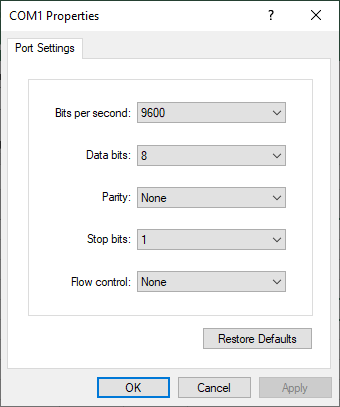 COM1 Properties
?
Port Settings
Bits per second: 9600
Data bits: 8
Parity: None
Stop bits: 1
Flow control: None
Restore Defaults
OK Cancel Apply